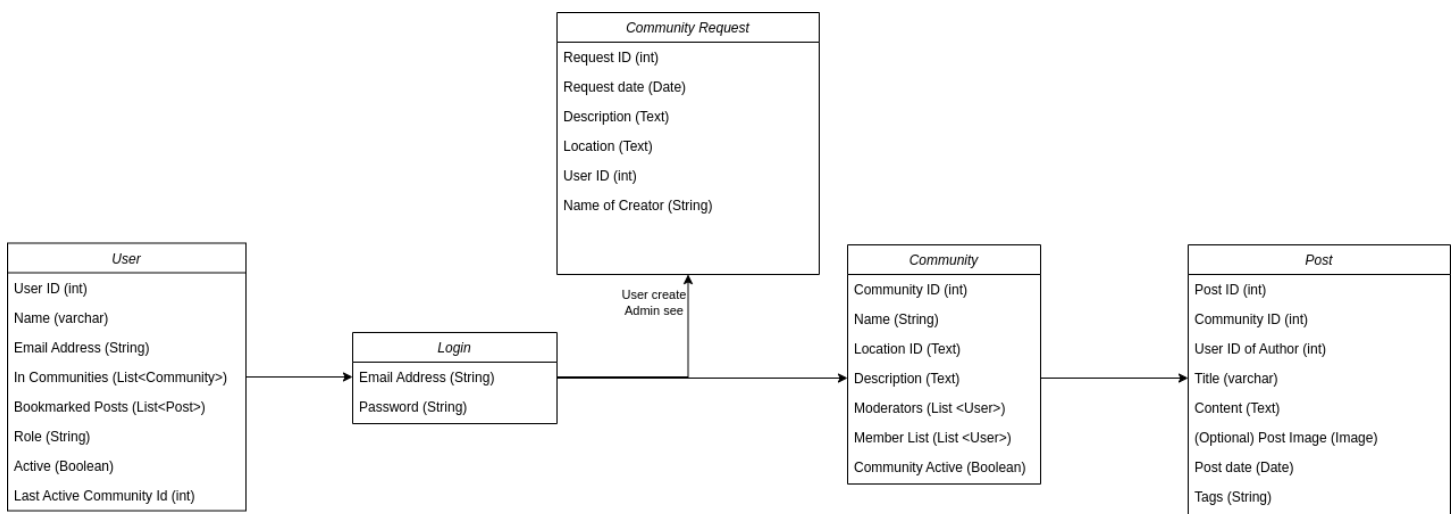 Community Request
Request ID (int)
Request date (Date)
Description (Text)
Location (Text)
User ID (int)
Name of Creator (String)
User
User ID (int)
Name (varchar)
Email Address (String)
In Communities (List<Community>)
Bookmarked Posts (List<Post>)
Role (String)
Active (Boolean)
Last Active Community Id (int)
Login
Email Address (String)
Password (String)
User create
Admin see
Community
Community ID (int)
Name (String)
Location ID (Text)
Description (Text)
Moderators (List <User>)
Member List (List <User>)
Community Active (Boolean)
Post
Post ID (int)
Community ID (int)
User ID of Author (int)
Title (varchar)
Content (Text)
(Optional) Post Image (Image)
Post date (Date)
Tags (String)